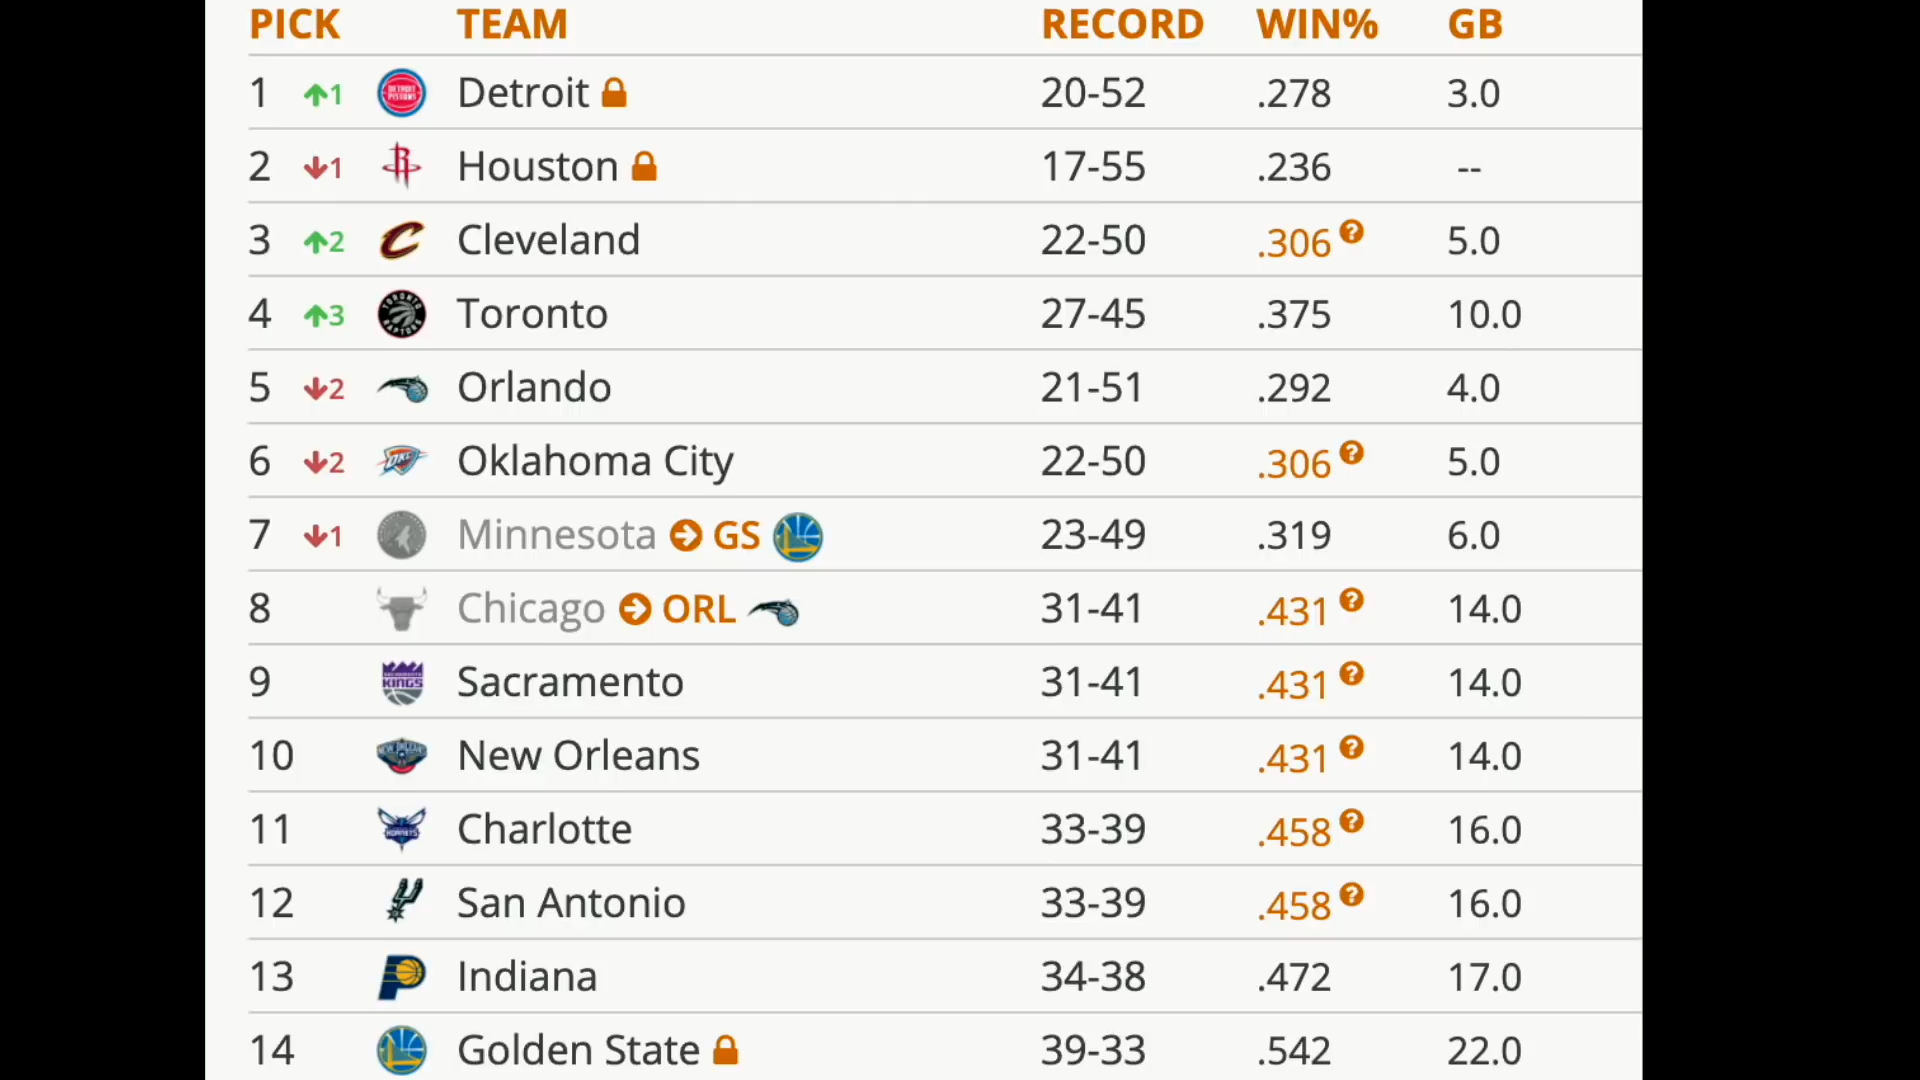 PICK TEAM RECORD WIN% GB
1 1 Detroit 20-52 .278 3.0
2 1 Houston 17-55 .236 --
3 2 Cleveland 22-50 .306 ? 5.0
4 3 Toronto 27-45 .375 10.0
5 2 Orlando 21-51 .292 4.0
6 2 Oklahoma City 22-50 .306 ? 5.0
7 1 Minnesota GS 23-49 .319 6.0
8 Chicago ORL 31-41 .431 ? 14.0
9 Sacramento 31-41 .431 ? 14.0
10 New Orleans 31-41 .431 ? 14.0
11 Charlotte 33-39 .458 ? 16.0
12 San Antonio 33-39 .458 ? 16.0
13 Indiana 34-38 .472 17.0
14 Golden State 39-33 .542 22.0